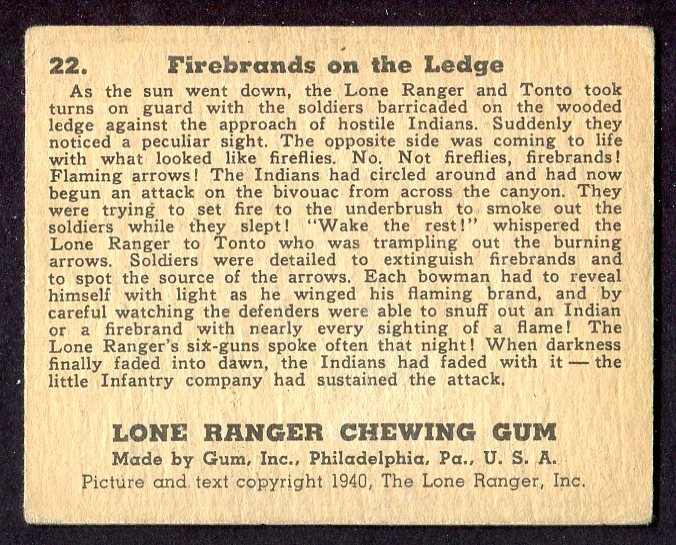 22. Firebrands on the Ledge
As the sun went down, the Lone Ranger and Tonto took
turns on guard with the soldiers barricaded on the wooded
ledge against the approach of hostile Indians. Suddenly they
noticed a peculiar sight. The opposite side was coming to life
with what looked like fireflies. No. Not fireflies, firebrands!
Flaming arrows! The Indians had circled around and had now
begun an attack on the bivouac from across the canyon. They
were trying to set fire to the underbrush to smoke out the
soldiers while they slept! "Wake the rest!" whispered the
Lone Ranger to Tonto who was trampling out the burning
arrows. Soldiers were detailed to extinguish firebrands and
to spot the source of the arrows. Each bowman had to reveal
himself with light as he winged his flaming brand, and by
careful watching the defenders were able to snuff out an Indian
or a firebrand with nearly every sighting of a flame! The
Lone Ranger's six-guns spoke often that night! When darkness
finally faded into dawn, the Indians had faded with it — the
little Infantry company had sustained the attack.
LONE RANGER CHEWING GUM
Made by Gum, Inc., Philadelphia, Pa., U. S. A.
Picture and text copyright 1940, The Lone Ranger, Inc.